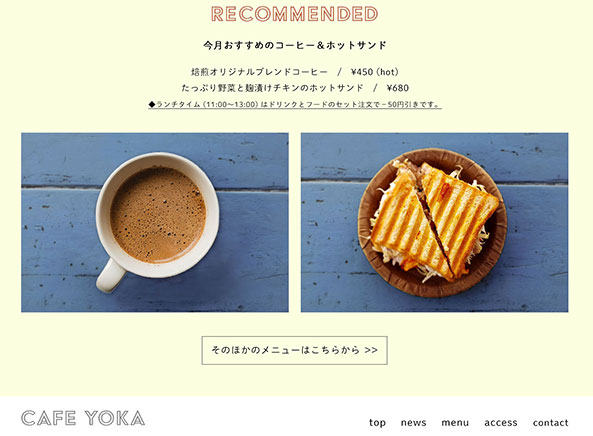 RECOMMENDED
今月おすすめのコーヒー＆ホットサンド
焙煎オリジナルブレンドコーヒー　/　¥450 (hot)
たっぷり野菜と麹漬けチキンのホットサンド　/　¥680
◆ランチタイム (11:00〜13:00) はドリンクとフードのセット注文で－50円引きです。
そのほかのメニューはこちらから >>
CAFE YOKA
top news menu access contact